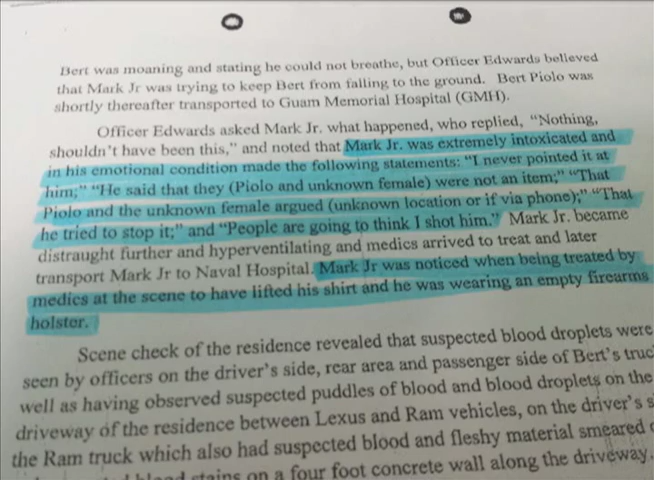 Bert was moaning and stating he could not breathe, but Officer Edwards believed
that Mark Jr was trying to keep Bert from falling to the ground. Bert Piolo was
shortly thereafter transported to Guam Memorial Hospital (GMH).
Officer Edwards asked Mark Jr. what happened, who replied, “Nothing,
shouldn’t have been this,” and noted that Mark Jr. was extremely intoxicated and
in his emotional condition made the following statements: “I never pointed it at
him;” “He said that they (Piolo and unknown female) were not an item;” “That
Piolo and the unknown female argued (unknown location or if via phone);” “That
he tried to stop it;” and “People are going to think I shot him.” Mark Jr. became
distraught further and hyperventilating and medics arrived to treat and later
transport Mark Jr to Naval Hospital. Mark Jr was noticed when being treated by
medics at the scene to have lifted his shirt and he was wearing an empty firearms
holster.
Scene check of the residence revealed that suspected blood droplets were
seen by officers on the driver’s side, rear area and passenger side of Bert’s truc
well as having observed suspected puddles of blood and blood droplets on the
driveway of the residence between Lexus and Ram vehicles, on the driver’s s
the Ram truck which also had suspected blood and fleshy material smeared
blood stains on a four foot concrete wall along the driveway.